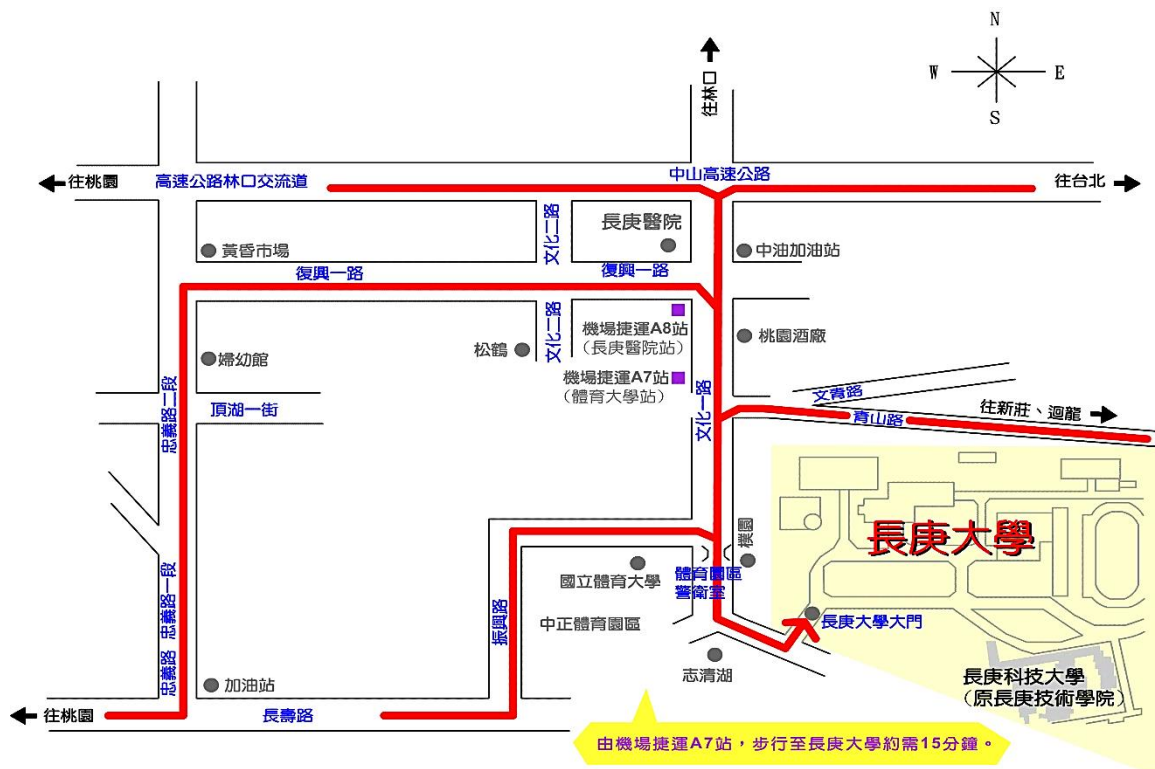 N
W
E
S
往林口
往桃園
高速公路林口交流道
中山高速公路
往台北
黃昏市場
文化二路
長庚醫院
中油加油站
復興一路
復興一路
機場捷運A8站
（長庚醫院站）
桃園酒廠
婦幼館
松鶴
文化二路
機場捷運A7站
（體育大學站）
文化一路
文青路
忠義路二段
頂湖一街
青山路
往新莊、迴龍
長庚大學
樸園
國立體育大學
體育園區
警衛室
忠義路一段
振興路
中正體育園區
長庚大學大門
忠義路
加油站
志清湖
長庚科技大學
（原長庚技術學院）
往桃園
長壽路
由機場捷運A7站，步行至長庚大學約需15分鐘。